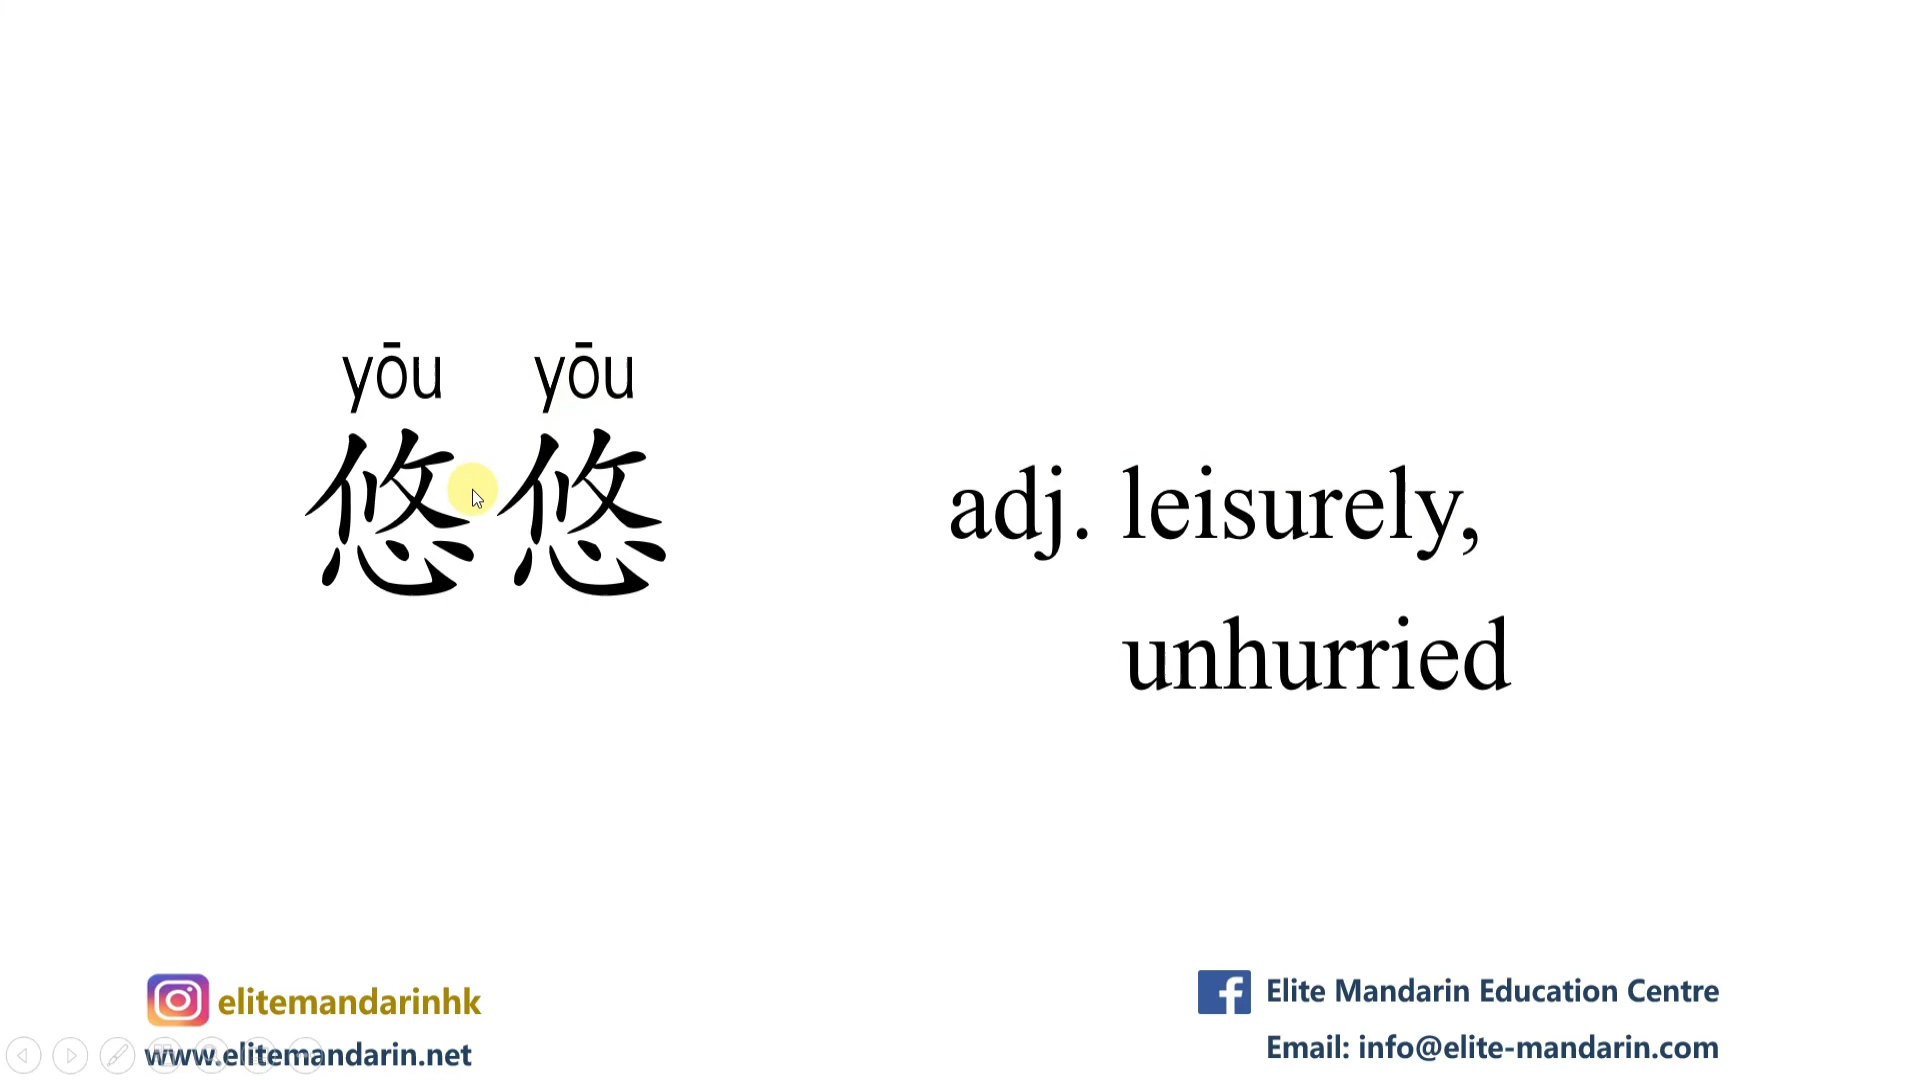 yōu yōu
悠悠
adj. leisurely,
unhurried
elitemandarinhk
www.elitemandarin.net
Elite Mandarin Education Centre
Email: info@elite-mandarin.com